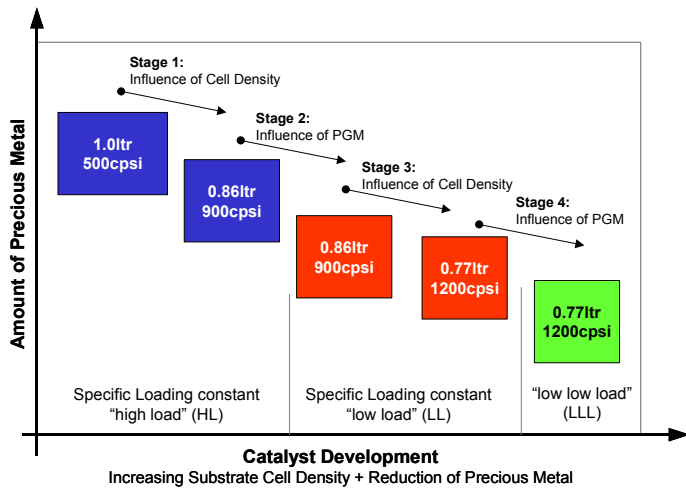 Amount of Precious Metal
Stage 1:
Influence of Cell Density
Stage 2:
Influence of PGM
Stage 3:
Influence of Cell Density
Stage 4:
Influence of PGM
1.0ltr
500cpsi
0.86ltr
900cpsi
0.86ltr
900cpsi
0.77ltr
1200cpsi
0.77ltr
1200cpsi
Specific Loading constant
“high load” (HL)
Specific Loading constant
“low load” (LL)
“low low load”
(LLL)
Catalyst Development
Increasing Substrate Cell Density + Reduction of Precious Metal